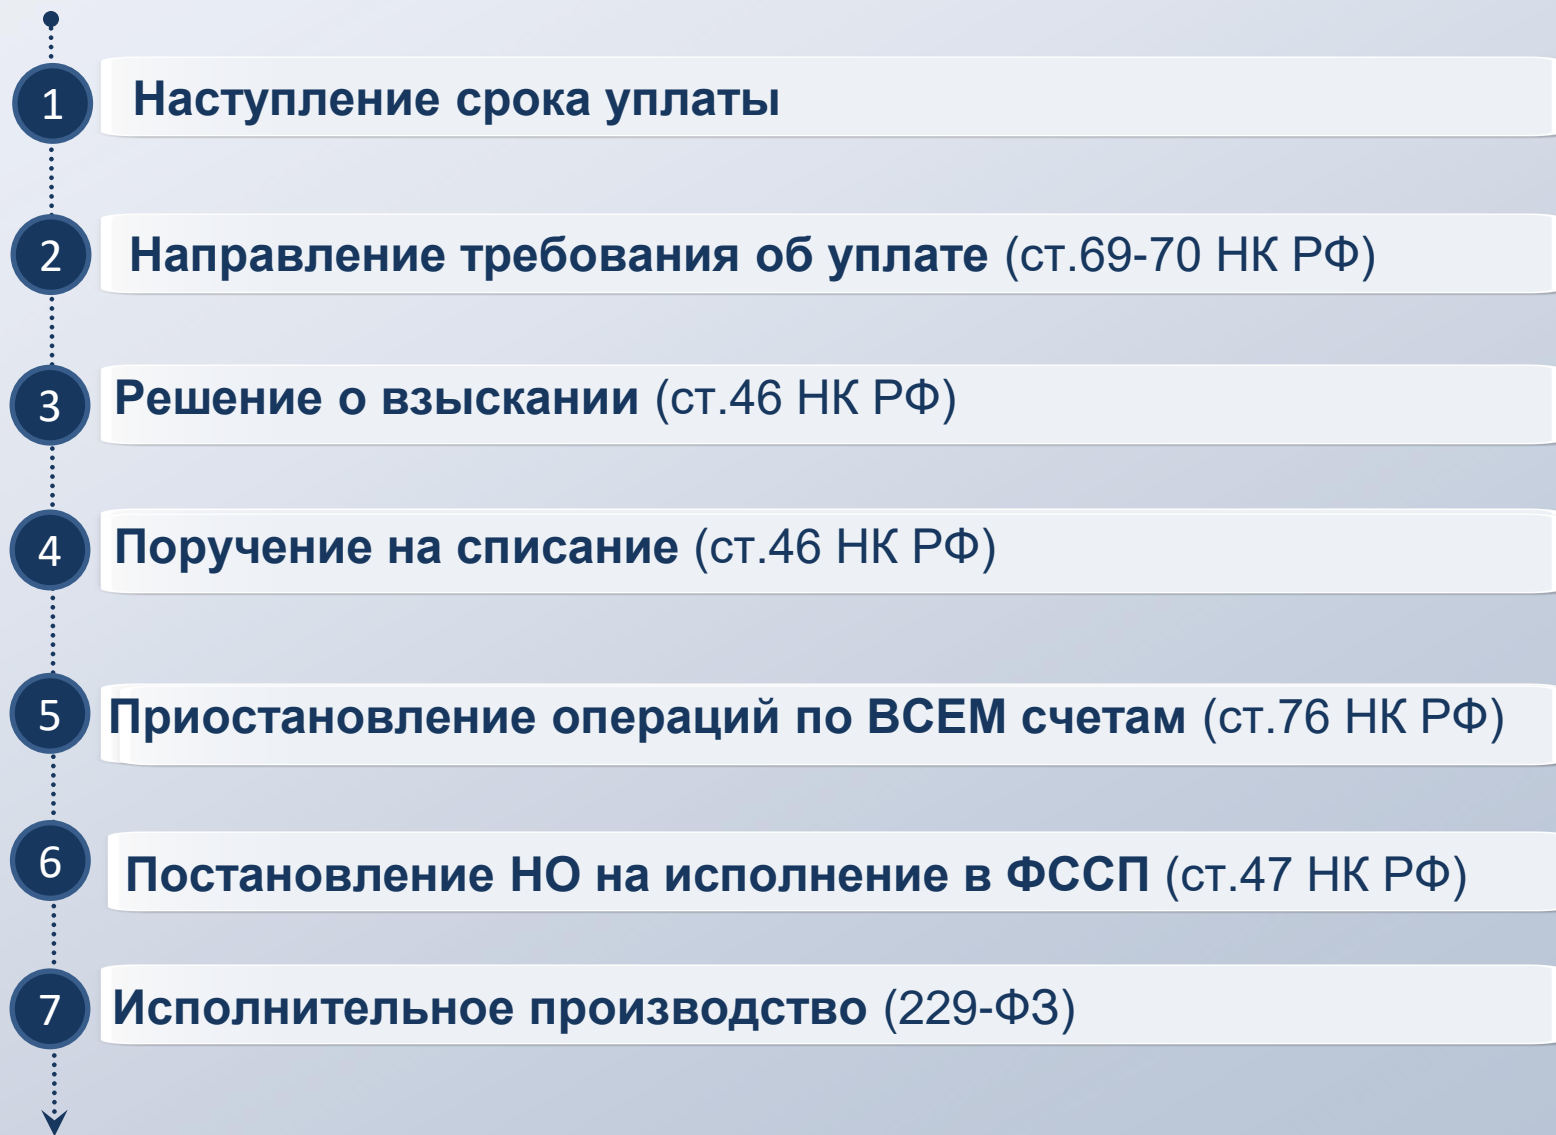 1 Наступление срока уплаты
2 Направление требования об уплате (ст.69-70 НК РФ)
3 Решение о взыскании (ст.46 НК РФ)
4 Поручение на списание (ст.46 НК РФ)
5 Приостановление операций по ВСЕМ счетам (ст.76 НК РФ)
6 Постановление НО на исполнение в ФССП (ст.47 НК РФ)
7 Исполнительное производство (229-ФЗ)